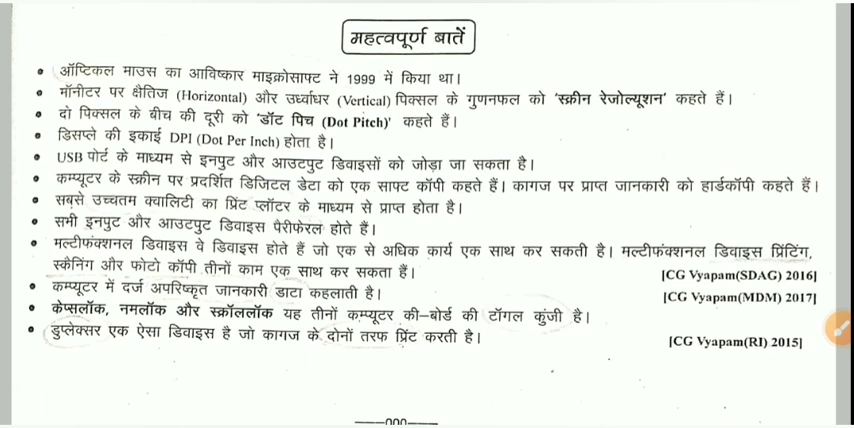 महत्वपूर्ण बातें
• ऑप्टिकल माउस का आविष्कार माइक्रोसाफ्ट ने 1999 में किया था।
• मॉनीटर पर क्षैतिज (Horizontal) और उर्ध्वाधर (Vertical) पिक्सल के गुणनफल को 'स्क्रीन रेजोल्यूशन' कहते हैं।
• दो पिक्सल के बीच की दूरी को 'डॉट पिच (Dot Pitch)' कहते हैं।
• डिसप्ले की इकाई DPI (Dot Per Inch) होता है।
• USB पोर्ट के माध्यम से इनपुट और आउटपुट डिवाइसों को जोड़ा जा सकता है।
• कम्प्यूटर के स्क्रीन पर प्रदर्शित डिजिटल डेटा को एक साफ्ट कॉपी कहते हैं। कागज पर प्राप्त जानकारी को हार्डकॉपी कहते हैं।
• सबसे उच्चतम क्वालिटी का प्रिंट प्लॉटर के माध्यम से प्राप्त होता है।
• सभी इनपुट और आउटपुट डिवाइस पैरीफेरल होते हैं।
• मल्टीफंक्शनल डिवाइस वे डिवाइस होते हैं जो एक से अधिक कार्य एक साथ कर सकती है। मल्टीफंक्शनल डिवाइस प्रिंटिंग,
स्कैनिंग और फोटो कॉपी तीनों काम एक साथ कर सकता हैं। [CG Vyapam(SDAG) 2016]
• कम्प्यूटर में दर्ज अपरिष्कृत जानकारी डाटा कहलाती है। [CG Vyapam(MDM) 2017]
• केप्सलॉक, नमलॉक और स्क्रॉललॉक यह तीनों कम्प्यूटर की-बोर्ड की टॉगल कुंजी है।
• डुप्लेक्सर एक ऐसा डिवाइस है जो कागज के दोनों तरफ प्रिंट करती है। [CG Vyapam(RI) 2015]
——000——